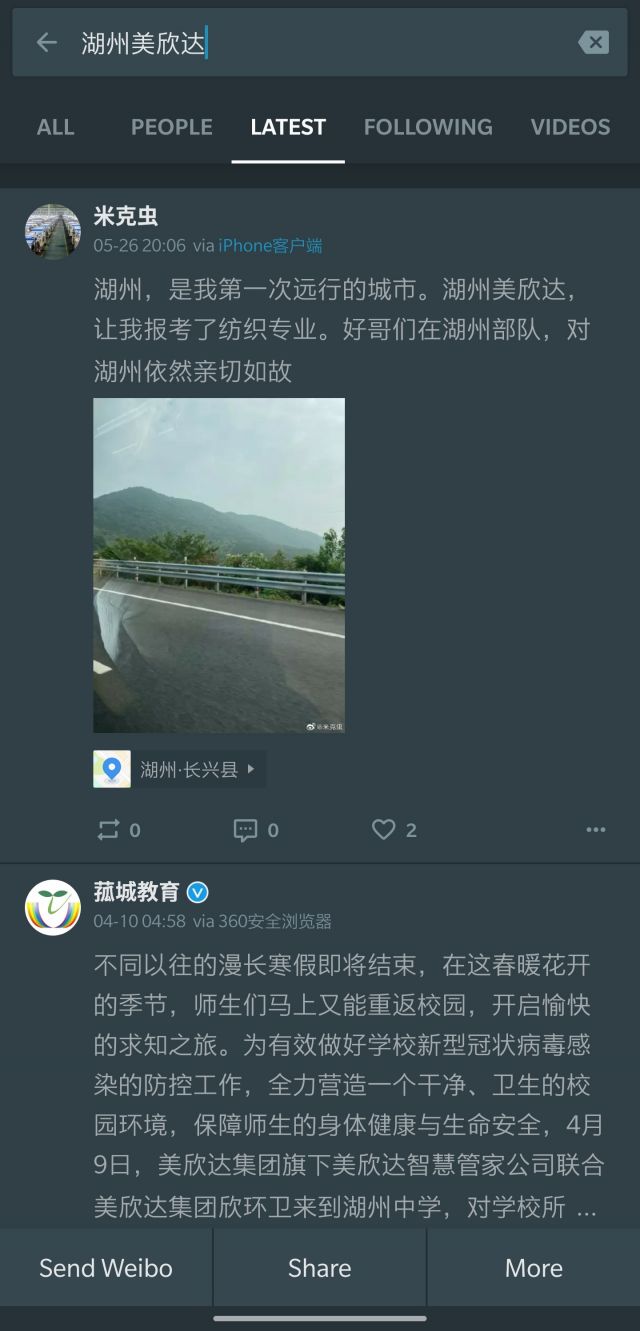 湖州美欣达
ALL PEOPLE LATEST FOLLOWING VIDEOS
米克虫
05-26 20:06 via iPhone客户端
湖州，是我第一次远行的城市。湖州美欣达，
让我报考了纺织专业。好哥们在湖州部队，对
湖州依然亲切如故
@米克虫
湖州·长兴县
0 0 2
菰城教育
04-10 04:58 via 360安全浏览器
不同以往的漫长寒假即将结束，在这春暖花开
的季节，师生们马上又能重返校园，开启愉快
的求知之旅。为有效做好学校新型冠状病毒感
染的防控工作，全力营造一个干净、卫生的校
园环境，保障师生的身体健康与生命安全，4月
9日，美欣达集团旗下美欣达智慧管家公司联合
美欣达集团欣环卫来到湖州中学，对学校所 ...
Send Weibo Share More